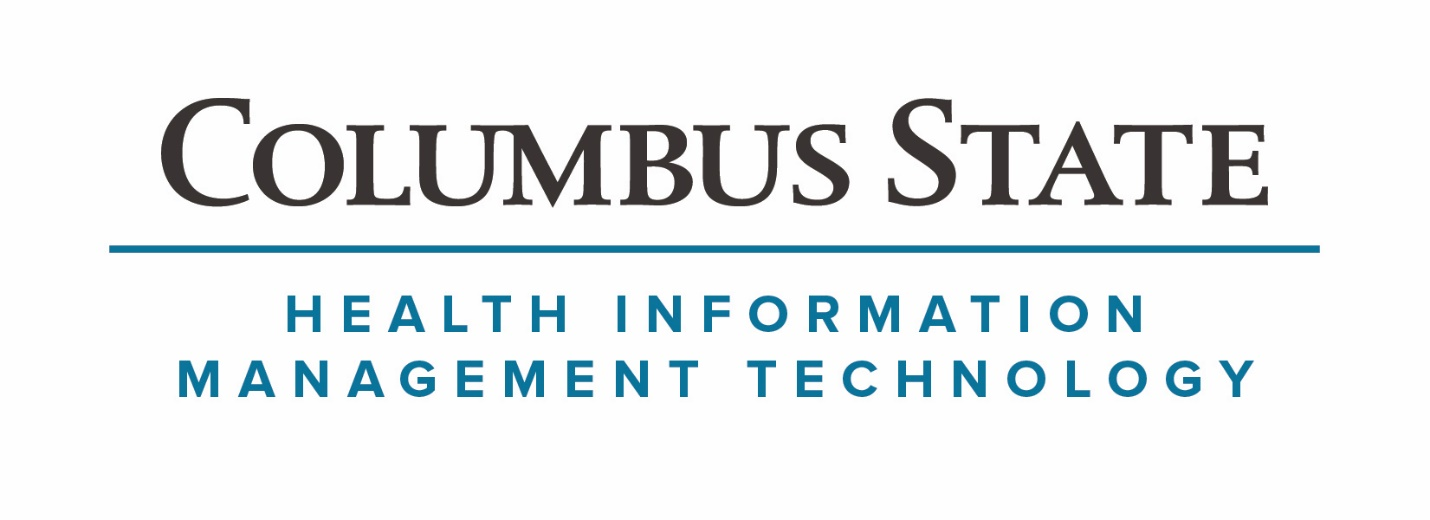 COLUMBUS STATE
HEALTH INFORMATION
MANAGEMENT TECHNOLOGY